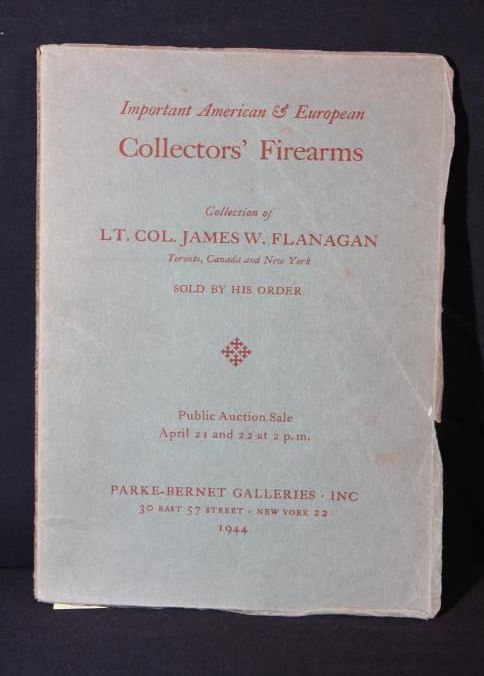 Important American & European
Collectors' Firearms
Collection of
LT. COL. JAMES W. FLANAGAN
Toronto, Canada and New York
SOLD BY HIS ORDER
Public Auction Sale
April 21 and 22 at 2 p.m.
PARKE-BERNET GALLERIES · INC
30 EAST 57 STREET · NEW YORK 22
1944